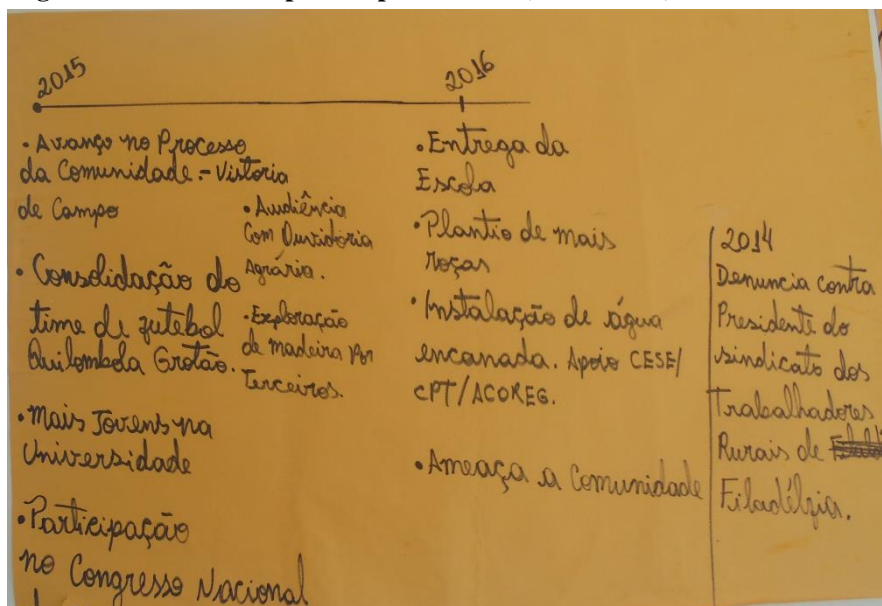 2015
• Avanço no Processo
da Comunidade - Vistoria
de Campo
• Audiência
Com Ouvidoria
Agrária.
• Consolidação do
time de futebol
Quilombola Grotão.
• Exploração
de madeira por
Terceiros.
• Mais Jovens na
Universidade
• Participação
no Congresso Nacional
2016
• Entrega da
Escola
• Plantio de mais
roças
• Instalação de água
encanada. Apoio CESE/
CPT/ACOREG.
• Ameaça a Comunidade
2014
Denuncia contra
Presidente do
sindicato dos
Trabalhadores
Rurais de
Filadélfia.